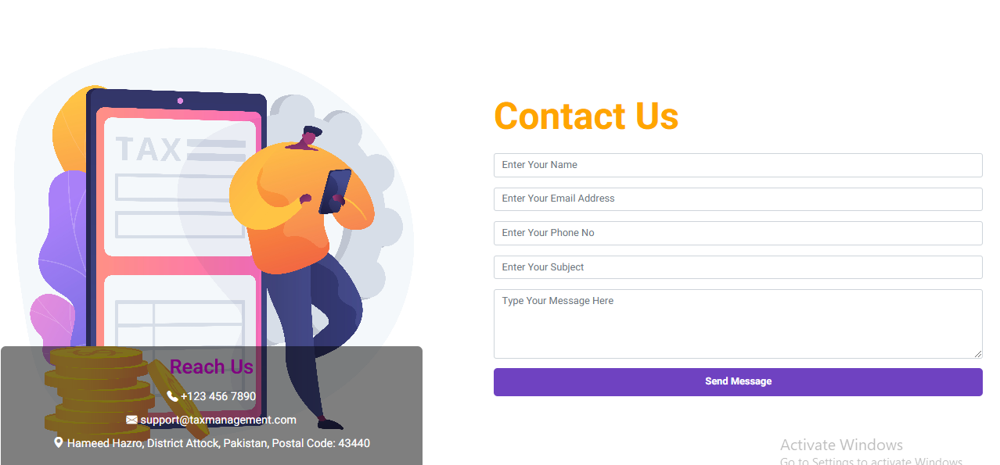 TAX
Reach Us
+123 456 7890
support@taxmanagement.com
Hameed Hazro, District Attock, Pakistan, Postal Code: 43440
Contact Us
Enter Your Name
Enter Your Email Address
Enter Your Phone No
Enter Your Subject
Type Your Message Here
Send Message
Activate Windows
Go to Settings to activate Windows.